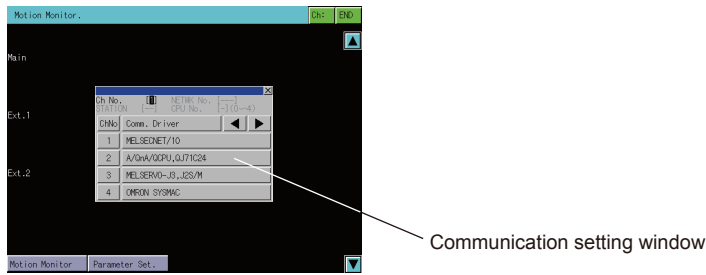 Motion Monitor.
Ch:
END
Main
Ch No. [1] NETWK No. [---]
STATION [--] CPU No. [-](0~4)
Ext.1
ChNo Comm. Driver
1 MELSECNET/10
2 A/QnA/QCPU,QJ71C24
Ext.2
3 MELSERVO-J3,J2S/M
4 OMRON SYSMAC
Communication setting window
Motion Monitor
Parameter Set.